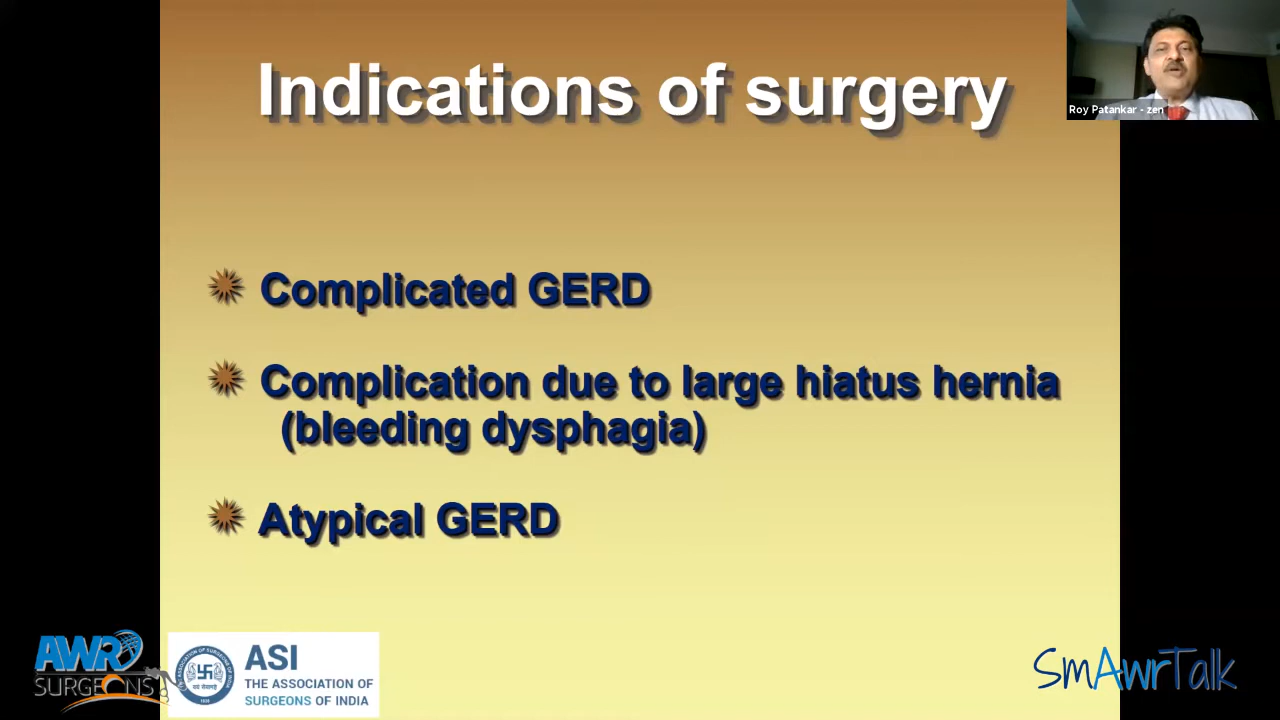 Indications of surgery
Roy Patankar - zen
Complicated GERD
Complication due to large hiatus hernia
(bleeding dysphagia)
Atypical GERD
AWR
SURGEONS
ASI
THE ASSOCIATION OF
SURGEONS OF INDIA
SmAwrTalk